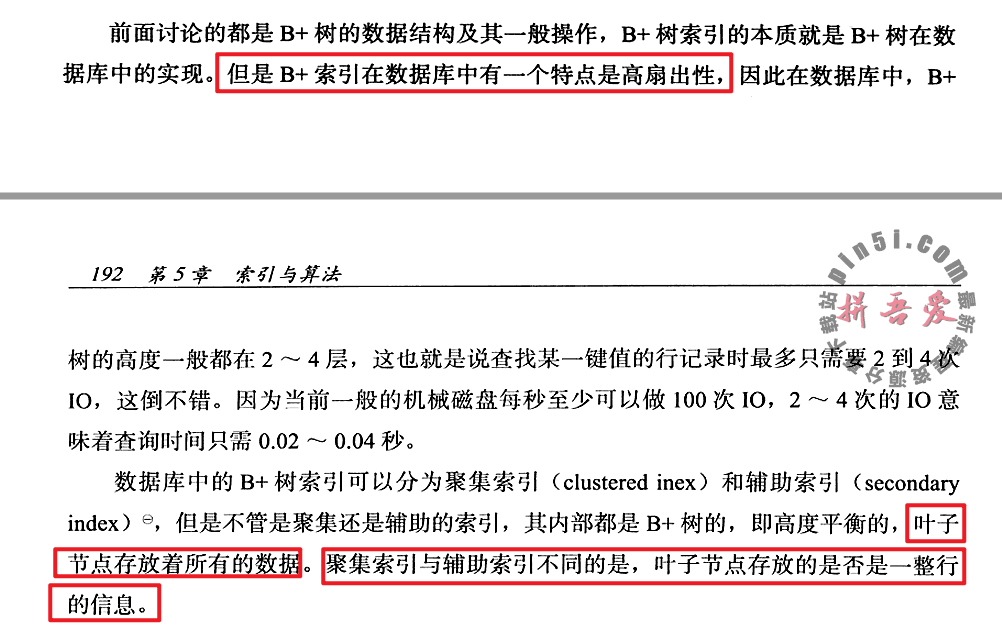 前面讨论的都是 B+ 树的数据结构及其一般操作，B+ 树索引的本质就是 B+ 树在数
据库中的实现。但是 B+ 索引在数据库中有一个特点是高扇出性，因此在数据库中，B+
192 第 5 章 索引与算法
pin5i.com
拼吾爱
最新
载站
树的高度一般都在 2 ～ 4 层，这也就是说查找某一键值的行记录时最多只需要 2 到 4 次
IO，这倒不错。因为当前一般的机械磁盘每秒至少可以做 100 次 IO，2 ～ 4 次的 IO 意
味着查询时间只需 0.02 ～ 0.04 秒。
数据库中的 B+ 树索引可以分为聚集索引（clustered inex）和辅助索引（secondary
index）⊖，但是不管是聚集还是辅助的索引，其内部都是 B+ 树的，即高度平衡的，叶子
节点存放着所有的数据。聚集索引与辅助索引不同的是，叶子节点存放的是否是一整行
的信息。